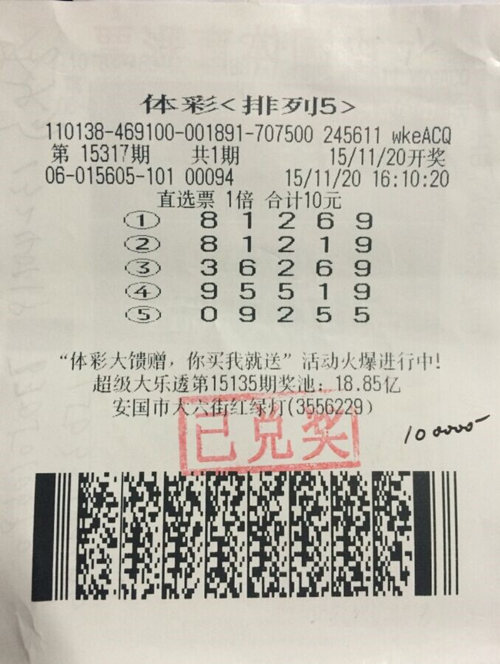 体彩<排列5>
110138-469100-001891-707500 245611 wkeACQ
第 15317期 共1期 15/11/20开奖
06-015605-101 00094 15/11/20 16:10:20
直选票 1倍 合计10元
① 8 1 2 6 9
② 8 1 2 1 9
③ 3 6 2 6 9
④ 9 5 5 1 9
⑤ 0 9 2 5 5
“体彩大馈赠，你买我就送”活动火爆进行中!
超级大乐透第15135期奖池: 18.85亿
安国市大六街红绿灯(3556229)
已兑奖
100000